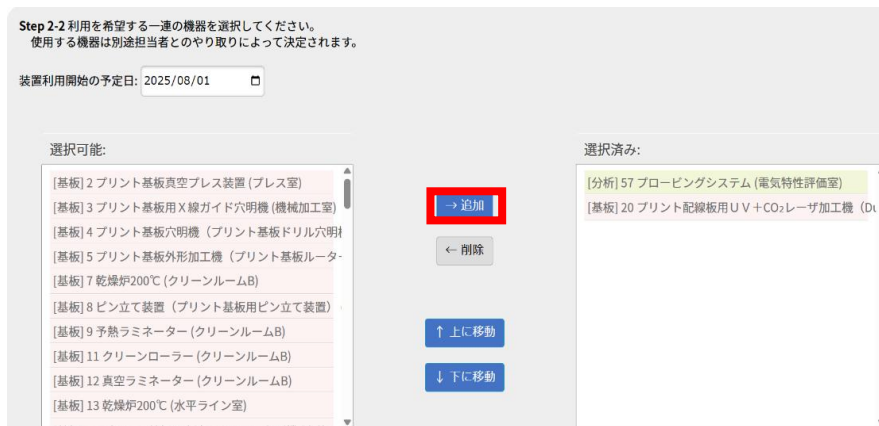 Step 2-2 利用を希望する一連の機器を選択してください。
使用する機器は別途担当者とのやり取りによって決定されます。
装置利用開始の予定日: 2025/08/01
選択可能:
[基板] 2 プリント基板真空プレス装置 (プレス室)
[基板] 3 プリント基板用X線ガイド穴明機 (機械加工室)
[基板] 4 プリント基板穴明機（プリント基板ドリル穴明
[基板] 5 プリント基板外形加工機（プリント基板ルータ
[基板] 7 乾燥炉200℃ (クリーンルームB)
[基板] 8 ピン立て装置（プリント基板用ピン立て装置）
[基板] 9 予熱ラミネーター (クリーンルームB)
[基板] 11 クリーンローラー (クリーンルームB)
[基板] 12 真空ラミネーター (クリーンルームB)
[基板] 13 乾燥炉200℃ (水平ライン室)
→ 追加
← 削除
↑ 上に移動
↓ 下に移動
選択済み:
[分析] 57 プロービングシステム (電気特性評価室)
[基板] 20 プリント配線板用ＵＶ＋CO₂レーザ加工機（Du